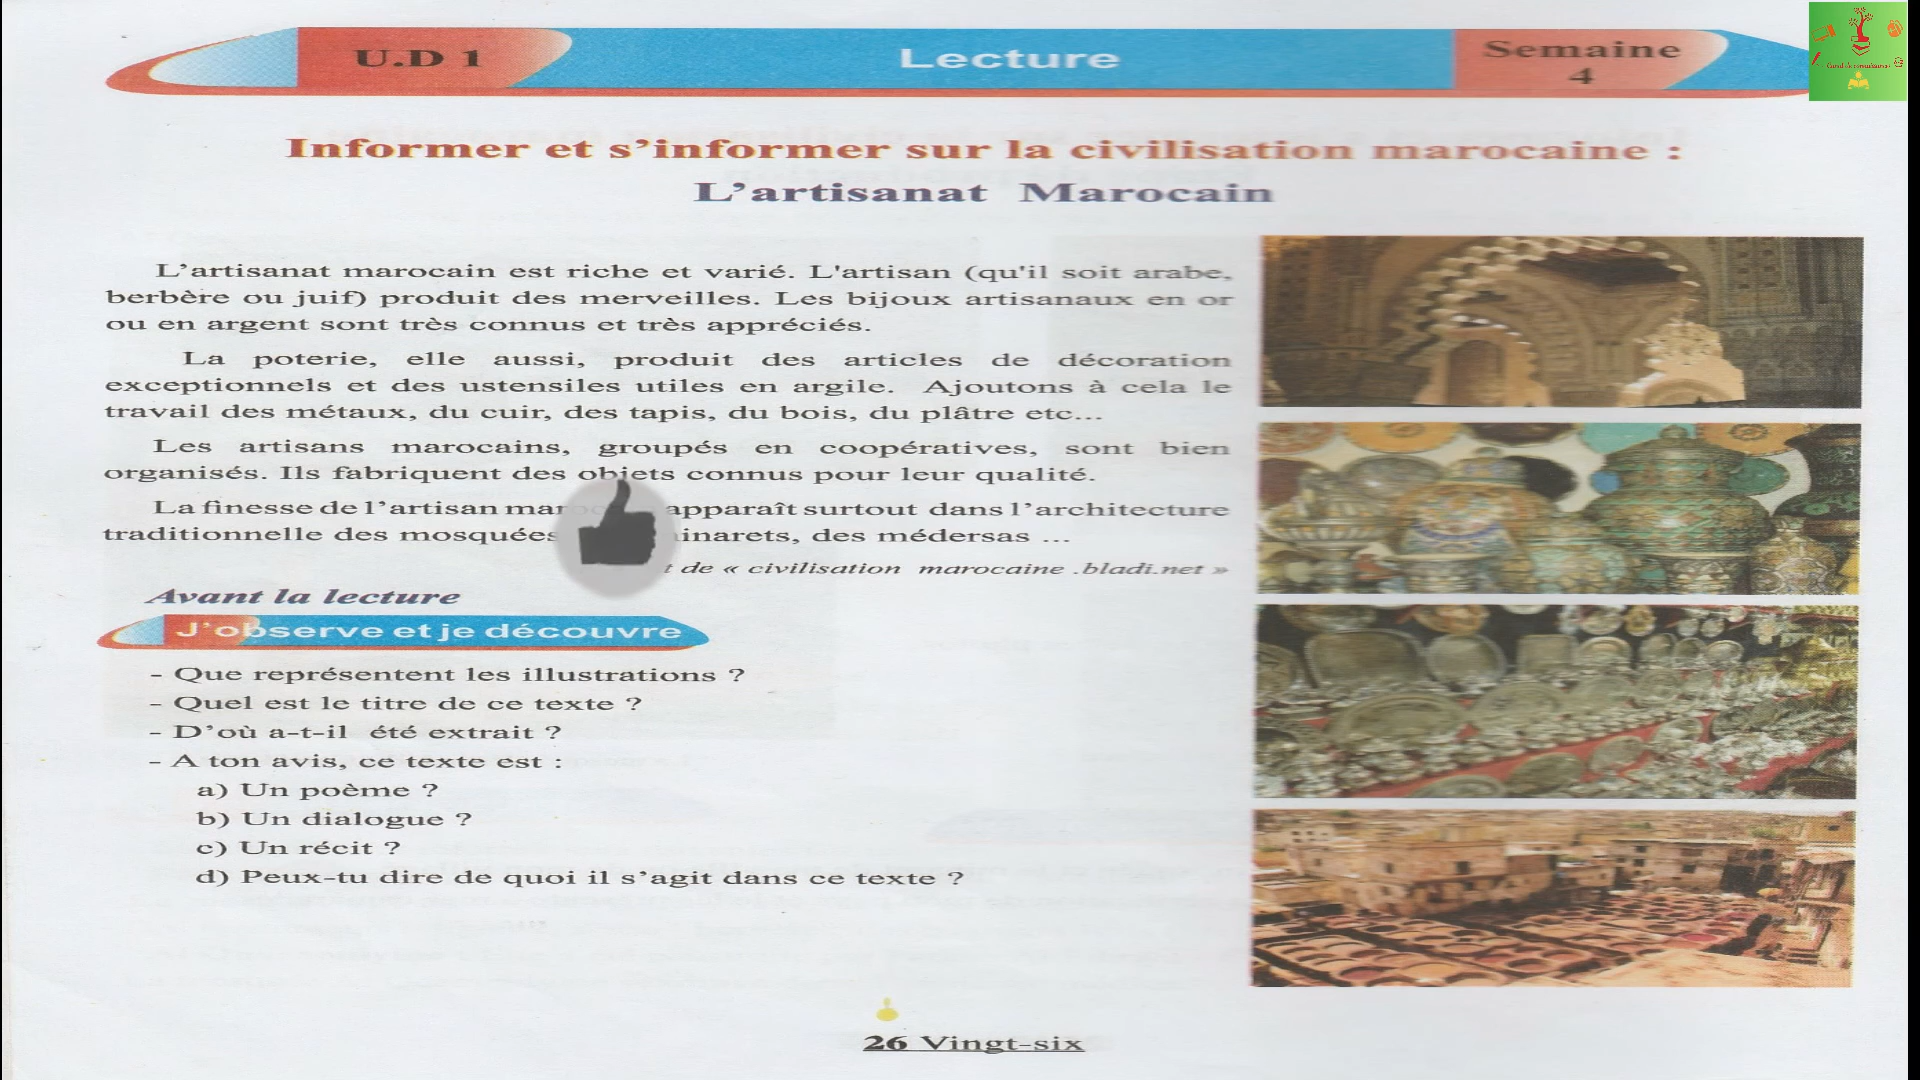 U.D 1
Lecture
Semaine
4
Informer et s'informer sur la civilisation marocaine :
L'artisanat Marocain
L'artisanat marocain est riche et varié. L'artisan (qu'il soit arabe,
berbère ou juif) produit des merveilles. Les bijoux artisanaux en or
ou en argent sont très connus et très appréciés.
La poterie, elle aussi, produit des articles de décoration
exceptionnels et des ustensiles utiles en argile. Ajoutons à cela le
travail des métaux, du cuir, des tapis, du bois, du plâtre etc...
Les artisans marocains, groupés en coopératives, sont bien
organisés. Ils fabriquent des objets connus pour leur qualité.
La finesse de l'artisan apparaît surtout dans l'architecture
traditionnelle des mosquées des médersas ...
de « civilisation marocaine .bladi.net »
Avant la lecture
J'observe et je découvre
- Que représentent les illustrations ?
- Quel est le titre de ce texte ?
- D'où a-t-il été extrait ?
- A ton avis, ce texte est :
a) Un poème ?
b) Un dialogue ?
c) Un récit ?
d) Peux-tu dire de quoi il s'agit dans ce texte ?
26 Vingt-six